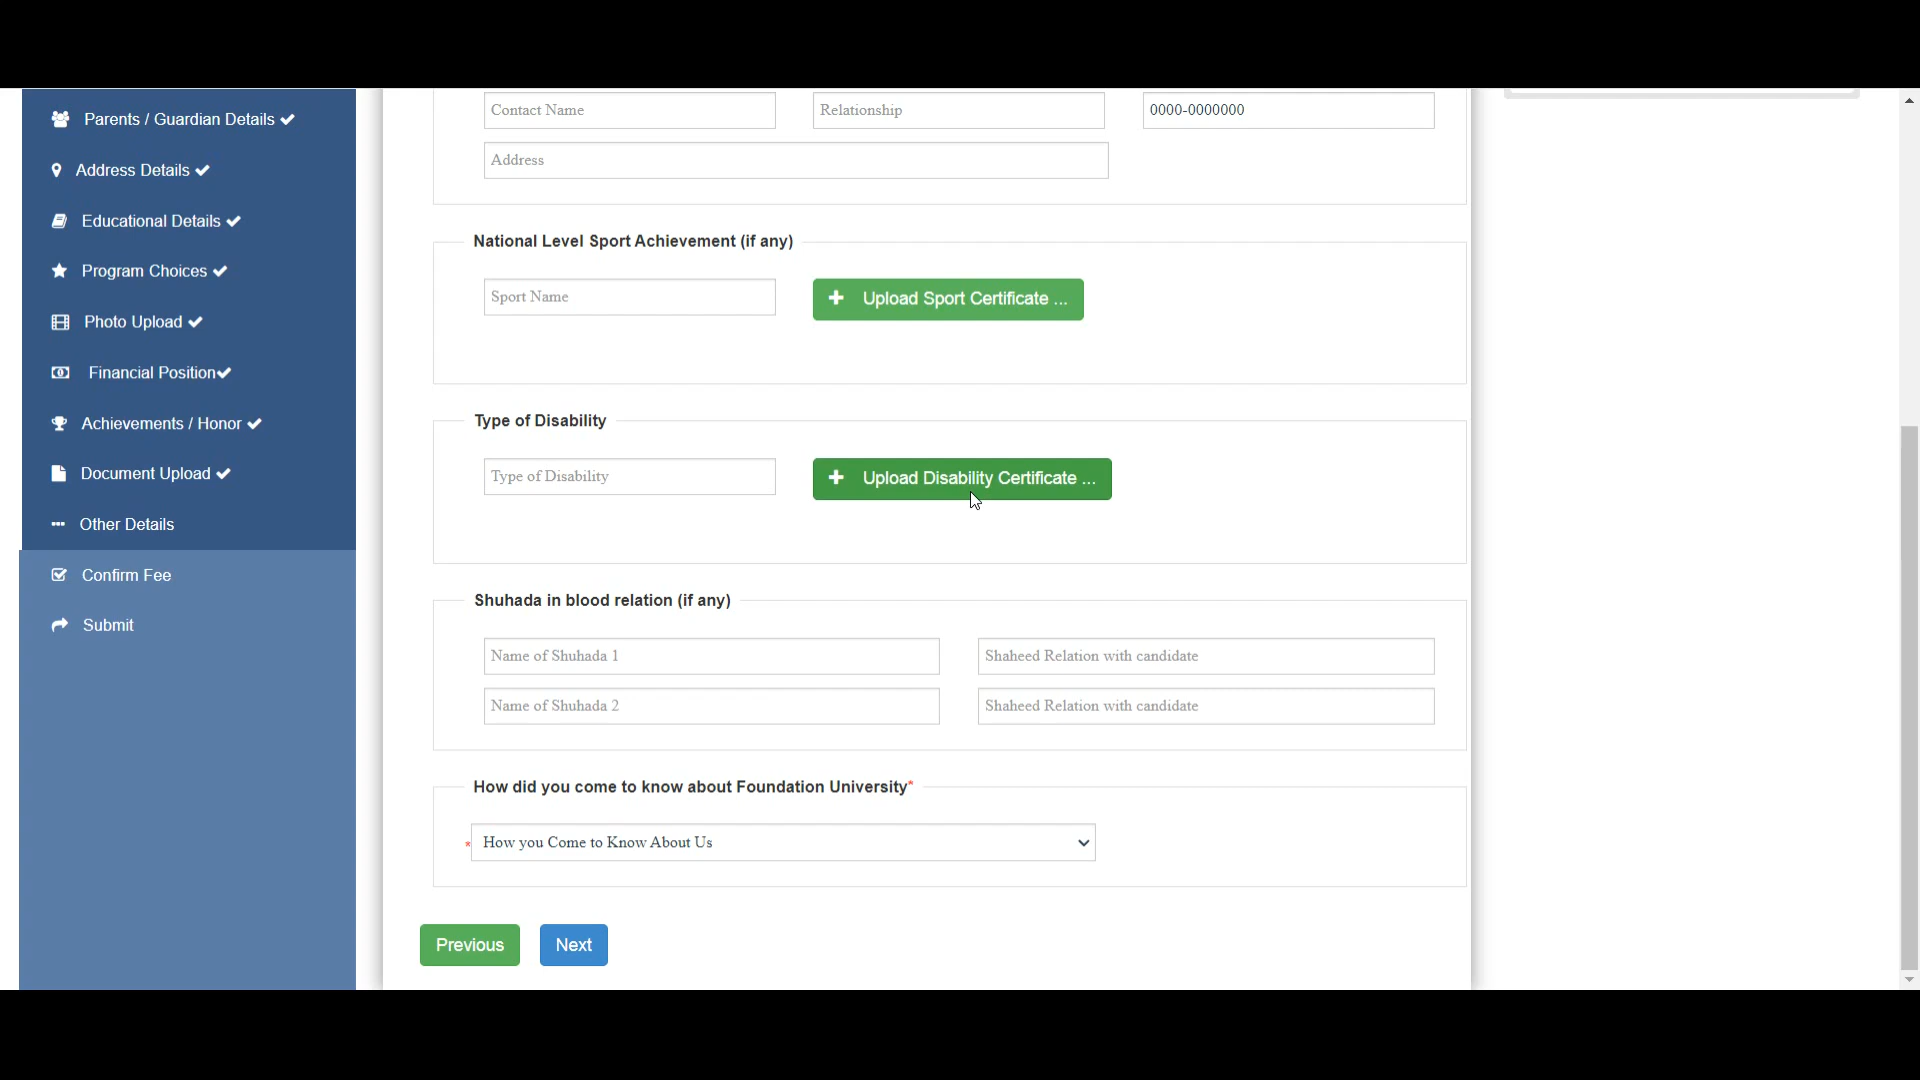 Parents / Guardian Details
Address Details
Educational Details
Program Choices
Photo Upload
Financial Position
Achievements / Honor
Document Upload
Other Details
Confirm Fee
Submit
Contact Name
Relationship
0000-0000000
Address
National Level Sport Achievement (if any)
Sport Name
Upload Sport Certificate ...
Type of Disability
Type of Disability
Upload Disability Certificate ...
Shuhada in blood relation (if any)
Name of Shuhada 1
Shaheed Relation with candidate
Name of Shuhada 2
Shaheed Relation with candidate
How did you come to know about Foundation University*
* How you Come to Know About Us
Previous
Next